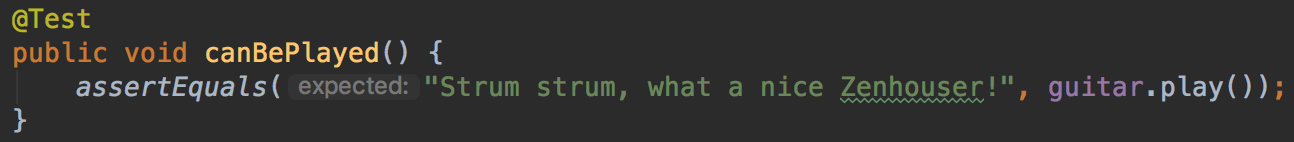 @Test
public void canBePlayed() {
    assertEquals( expected: "Strum strum, what a nice Zenhouser!", guitar.play());
}